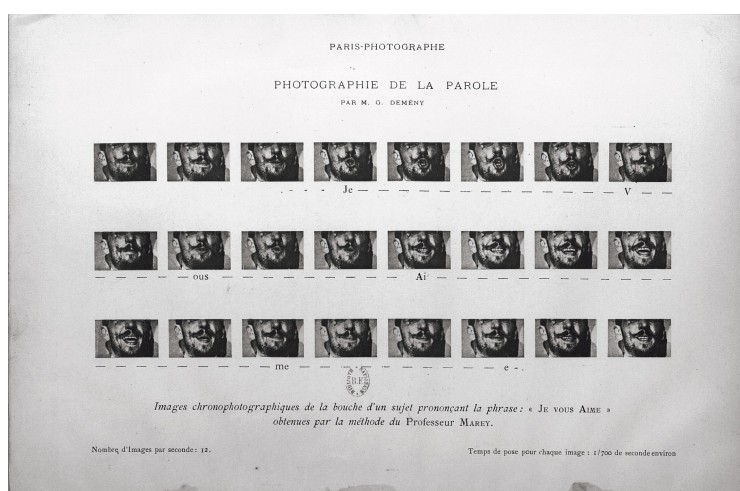 PARIS-PHOTOGRAPHE
PHOTOGRAPHIE DE LA PAROLE
PAR M. G. DEMENŸ
- - - Je — — — — — — — — — — — — V —
— — — — ous — — — — — — — Ai — — — — — — — — — —
— — — — — — — — me — — — — — — — — e - .
R.F.
Images chronophotographiques de la bouche d'un sujet prononçant la phrase : « JE VOUS AIME »
obtenues par la méthode du Professeur MAREY.
Nombre d'Images par seconde : 12.
Temps de pose pour chaque image : 1/700 de seconde environ